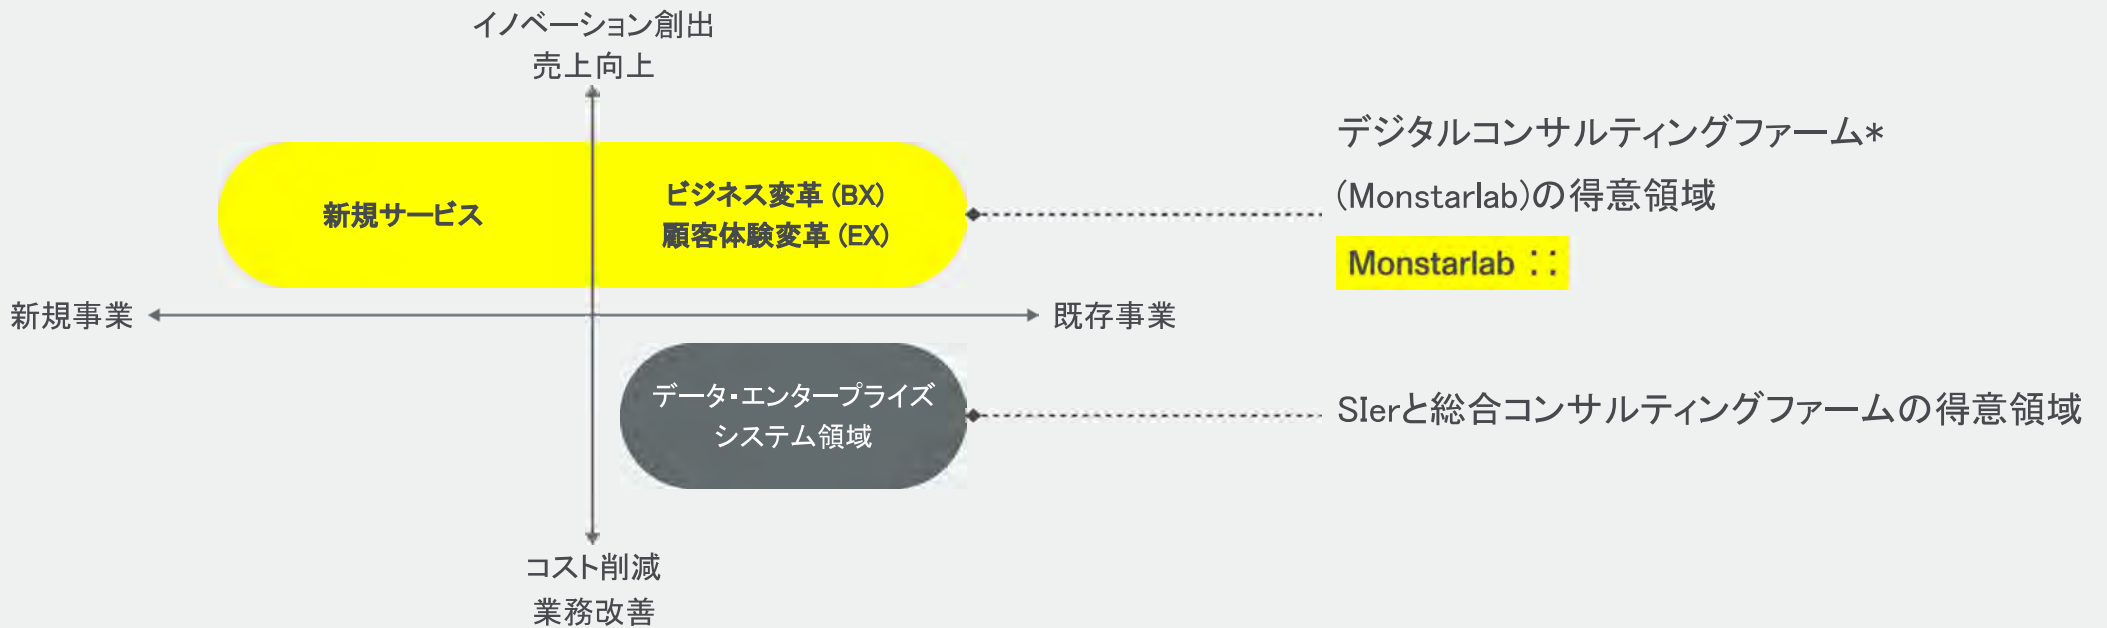 イノベーション創出
売上向上
新規サービス
ビジネス変革 (BX)
顧客体験変革 (EX)
デジタルコンサルティングファーム*
(Monstarlab)の得意領域
Monstarlab
新規事業
既存事業
データ・エンタープライズ
システム領域
SIerと総合コンサルティングファームの得意領域
コスト削減
業務改善